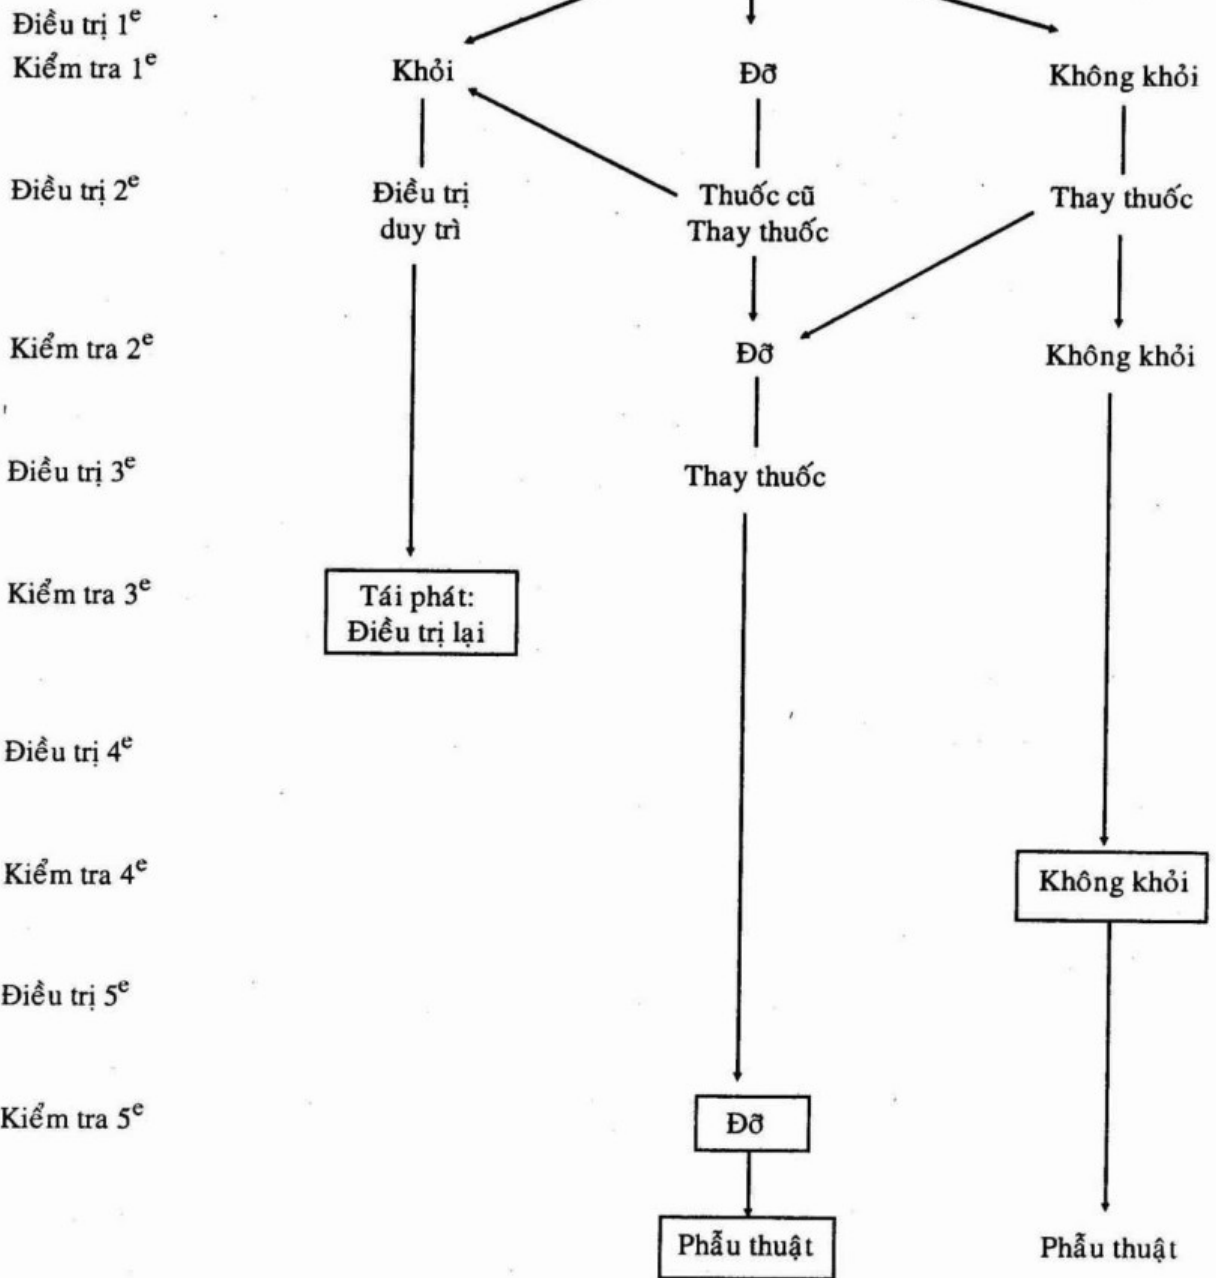 Điều trị 1e
Kiểm tra 1e
Khỏi
Đỡ
Không khỏi
Điều trị 2e
Điều trị
duy trì
Thuốc cũ
Thay thuốc
Thay thuốc
Kiểm tra 2e
Đỡ
Không khỏi
Điều trị 3e
Thay thuốc
Kiểm tra 3e
Tái phát:
Điều trị lại
Điều trị 4e
Kiểm tra 4e
Không khỏi
Điều trị 5e
Kiểm tra 5e
Đỡ
Phẫu thuật
Phẫu thuật